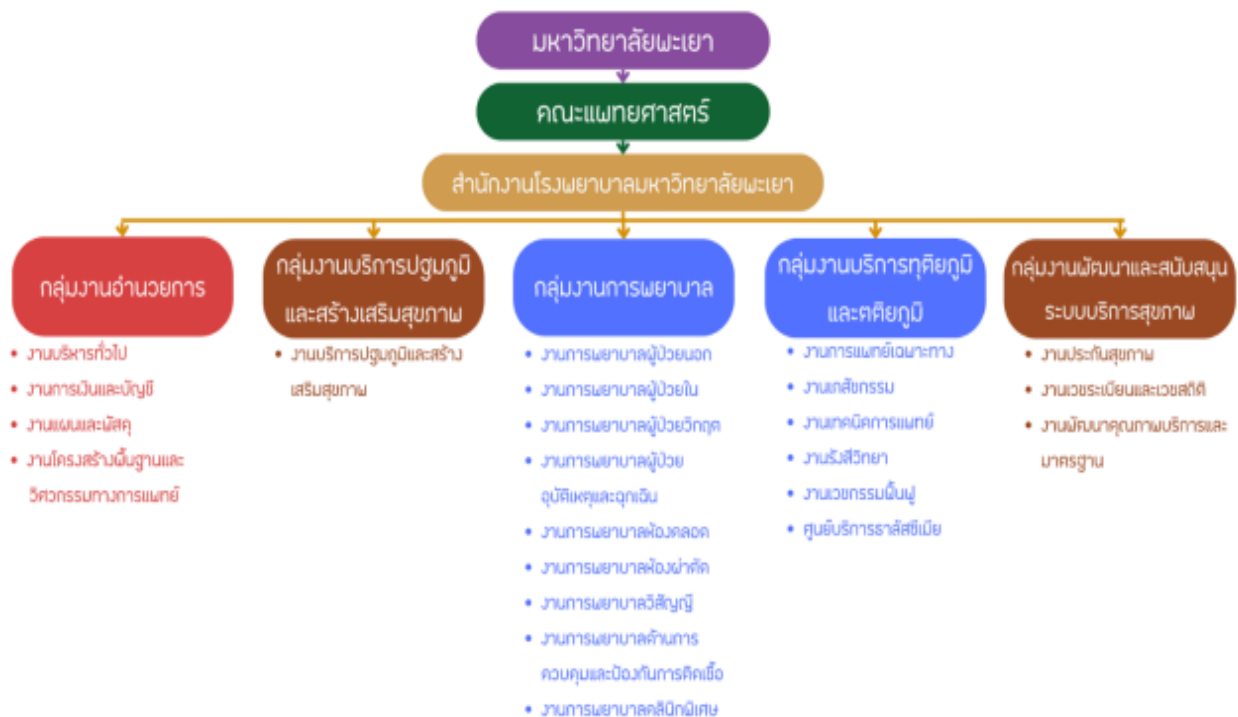 มหาวิทยาลัยพะเยา
คณะแพทยศาสตร์
สำนักงานโรงพยาบาลมหาวิทยาลัยพะเยา
กลุ่มงานอำนวยการ
• งานบริหารทั่วไป
• งานการเงินและบัญชี
• งานแผนและพัสดุ
• งานโครงสร้างพื้นฐานและ
วิศวกรรมทางการแพทย์
กลุ่มงานบริการปฐมภูมิ
และสร้างเสริมสุขภาพ
• งานบริการปฐมภูมิและสร้าง
เสริมสุขภาพ
กลุ่มงานการพยาบาล
• งานการพยาบาลผู้ป่วยนอก
• งานการพยาบาลผู้ป่วยใน
• งานการพยาบาลผู้ป่วยวิกฤต
• งานการพยาบาลผู้ป่วย
อุบัติเหตุและฉุกเฉิน
• งานการพยาบาลห้องคลอด
• งานการพยาบาลห้องผ่าตัด
• งานการพยาบาลวิสัญญี
• งานการพยาบาลด้านการ
ควบคุมและป้องกันการติดเชื้อ
• งานการพยาบาลคลินิกพิเศษ
กลุ่มงานบริการทุติยภูมิ
และตติยภูมิ
• งานการแพทย์เฉพาะทาง
• งานเภสัชกรรม
• งานเทคนิคการแพทย์
• งานรังสีวิทยา
• งานเวชกรรมฟื้นฟู
• ศูนย์บริการธาลัสซีเมีย
กลุ่มงานพัฒนาและสนับสนุน
ระบบบริการสุขภาพ
• งานประกันสุขภาพ
• งานเวชระเบียนและเวชสถิติ
• งานพัฒนาคุณภาพบริการและ
มาตรฐาน